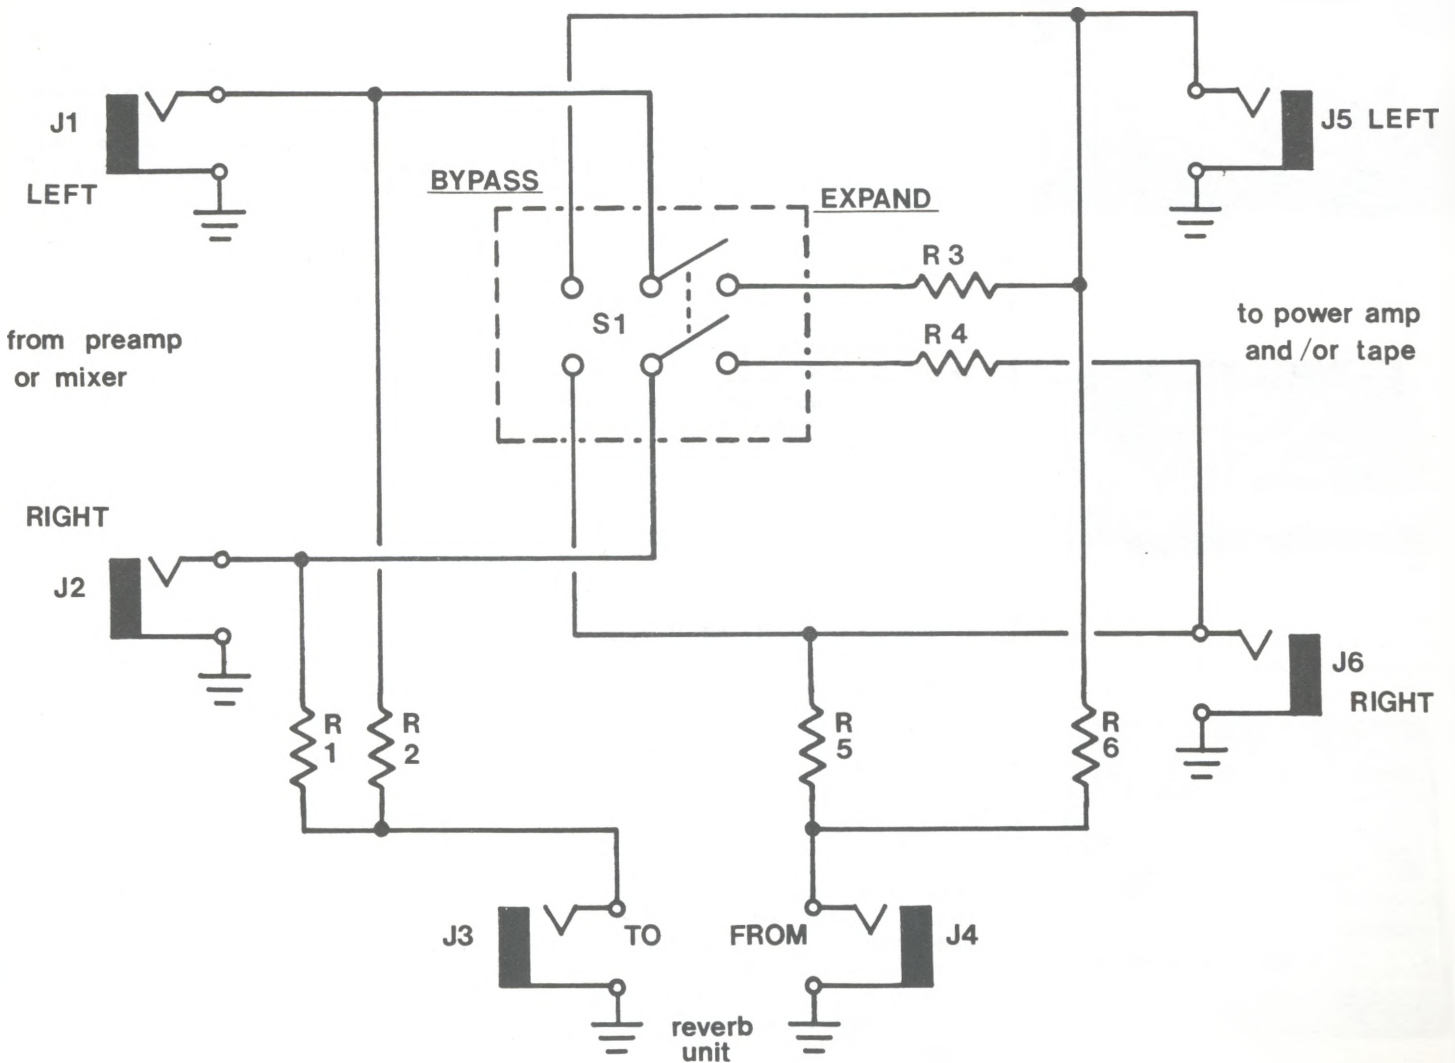 J1
LEFT
J5 LEFT
BYPASS
EXPAND
R 3
S1
R 4
from preamp
or mixer
to power amp
and /or tape
RIGHT
J2
J6
RIGHT
R
1
R
2
R
5
R
6
J3
TO
FROM
J4
reverb
unit